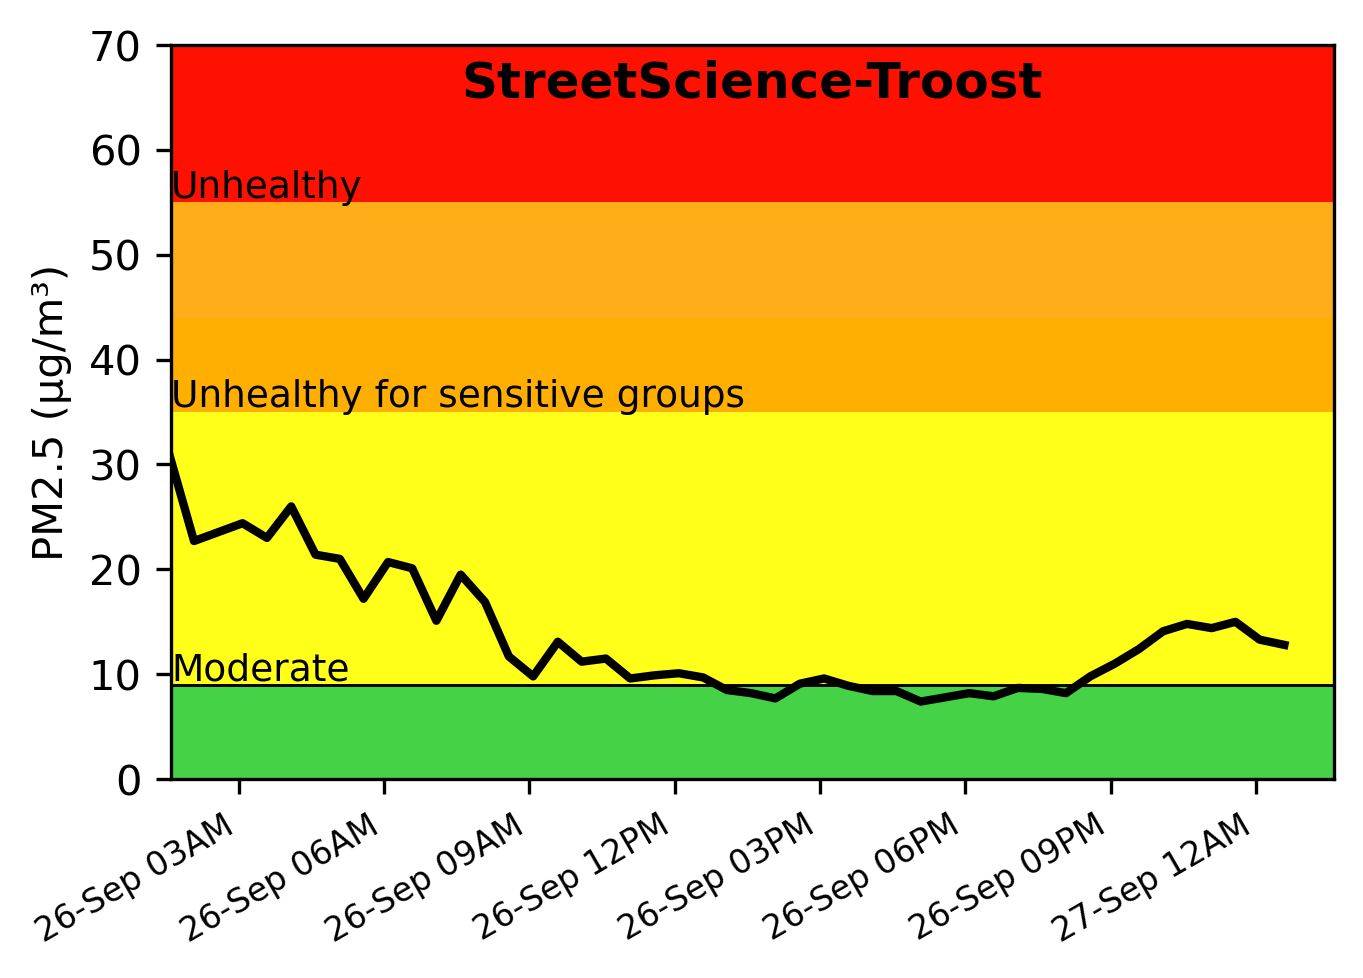 StreetScience-Troost
70
60
50
40
30
20
10
0
PM2.5 (µg/m³)
Unhealthy
Unhealthy for sensitive groups
Moderate
26-Sep 03AM
26-Sep 06AM
26-Sep 09AM
26-Sep 12PM
26-Sep 03PM
26-Sep 06PM
26-Sep 09PM
27-Sep 12AM